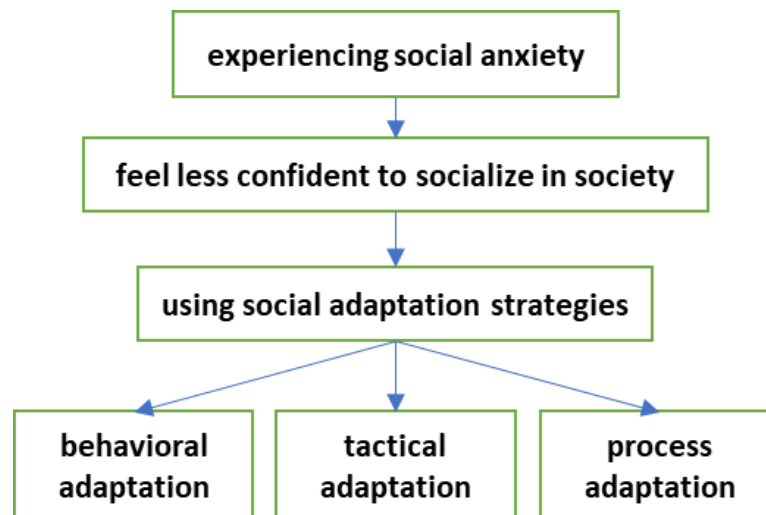 experiencing social anxiety
feel less confident to socialize in society
using social adaptation strategies
behavioral
adaptation
tactical
adaptation
process
adaptation